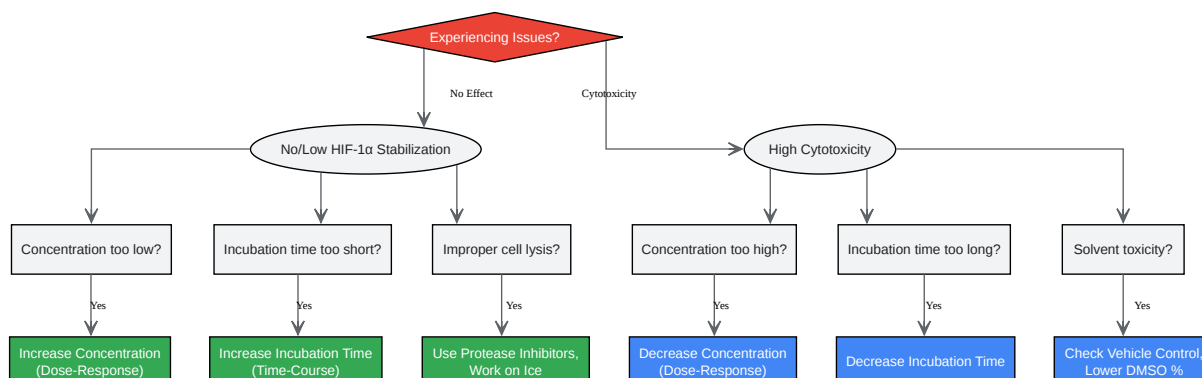 Experiencing Issues?
No Effect
Cytotoxicity
No/Low HIF-1α Stabilization
High Cytotoxicity
Concentration too low?
Incubation time too short?
Improper cell lysis?
Concentration too high?
Incubation time too long?
Solvent toxicity?
Yes
Yes
Yes
Yes
Yes
Yes
Increase Concentration
(Dose-Response)
Increase Incubation Time
(Time-Course)
Use Protease Inhibitors,
Work on Ice
Decrease Concentration
(Dose-Response)
Decrease Incubation Time
Check Vehicle Control,
Lower DMSO %